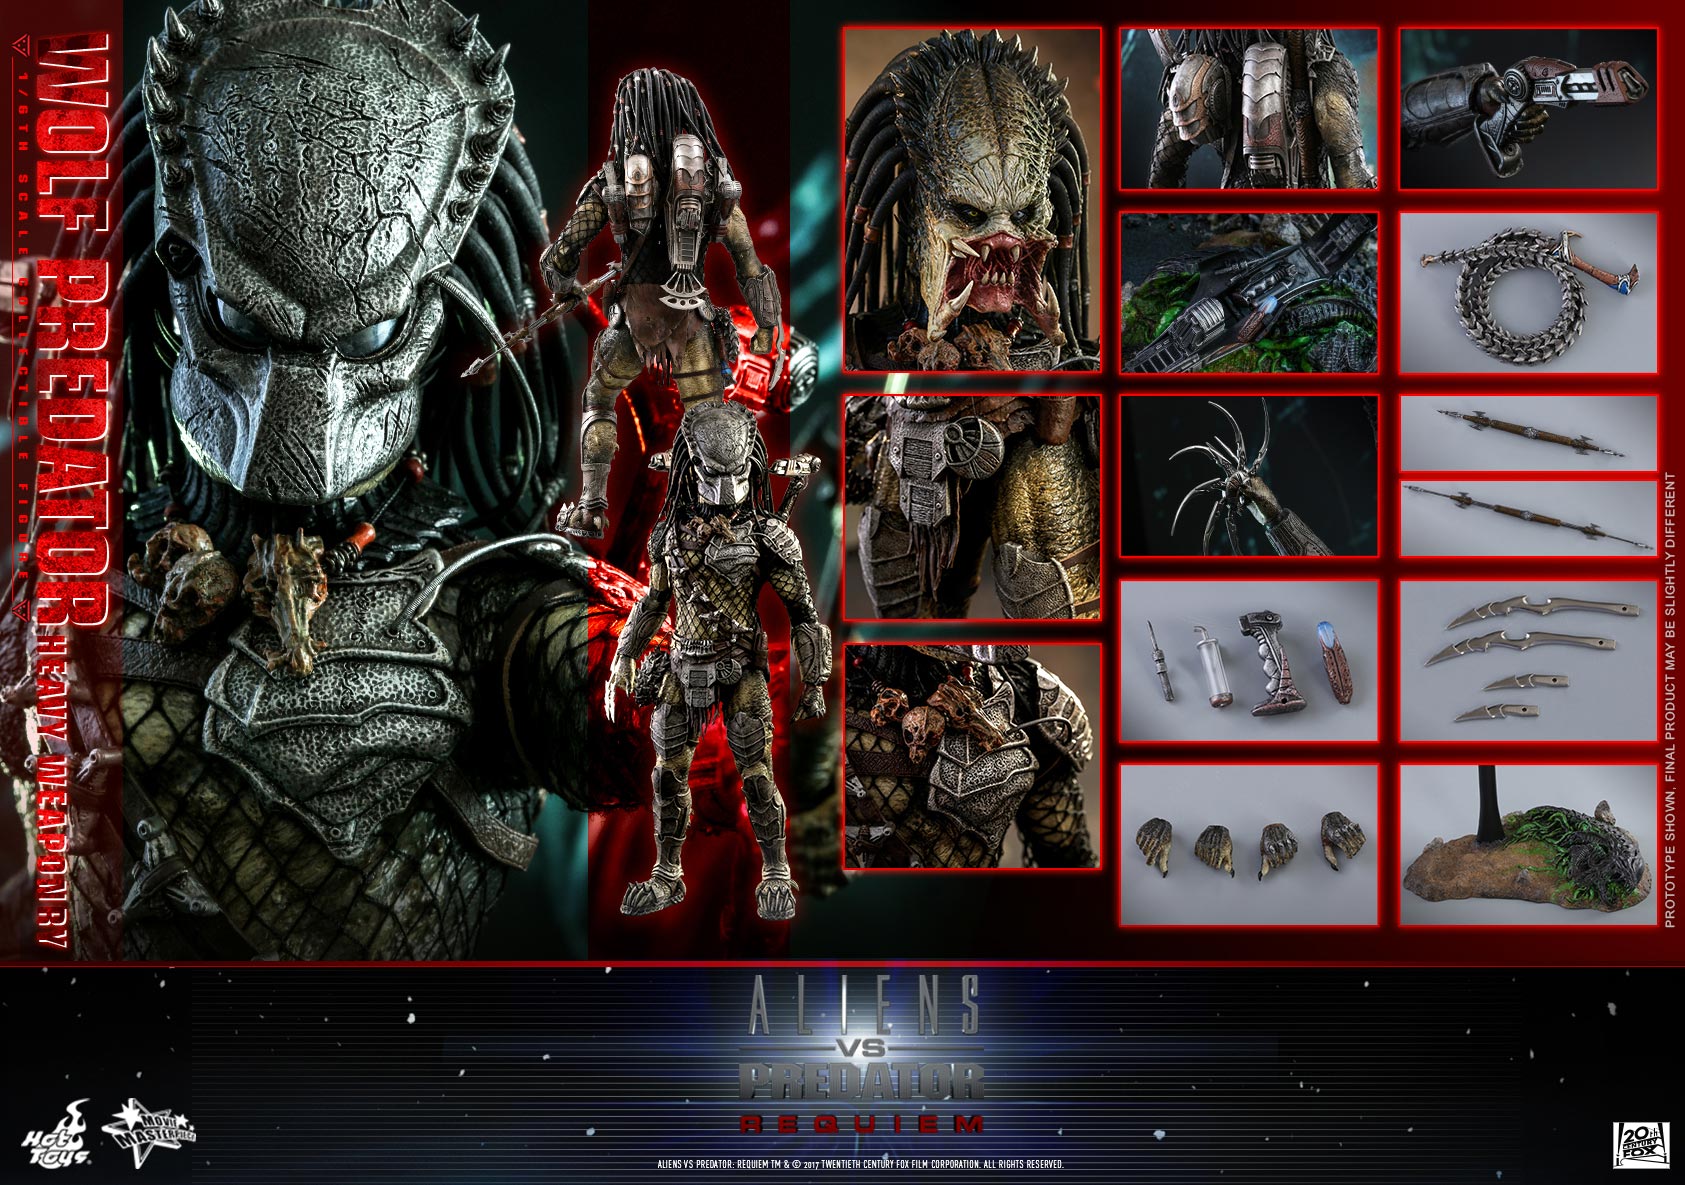 WOLF PREDATOR
HEAVY WEAPONRY
1/6TH SCALE COLLECTIBLE FIGURE
PROTOTYPE SHOWN, FINAL PRODUCT MAY BE SLIGHTLY DIFFERENT
ALIENS
VS
PREDATOR
REQUIEM
Hot
Toys
MOVIE
MASTERPIECE
ALIENS VS PREDATOR: REQUIEM TM & © 2017 TWENTIETH CENTURY FOX FILM CORPORATION. ALL RIGHTS RESERVED.
20th
CENTURY
FOX